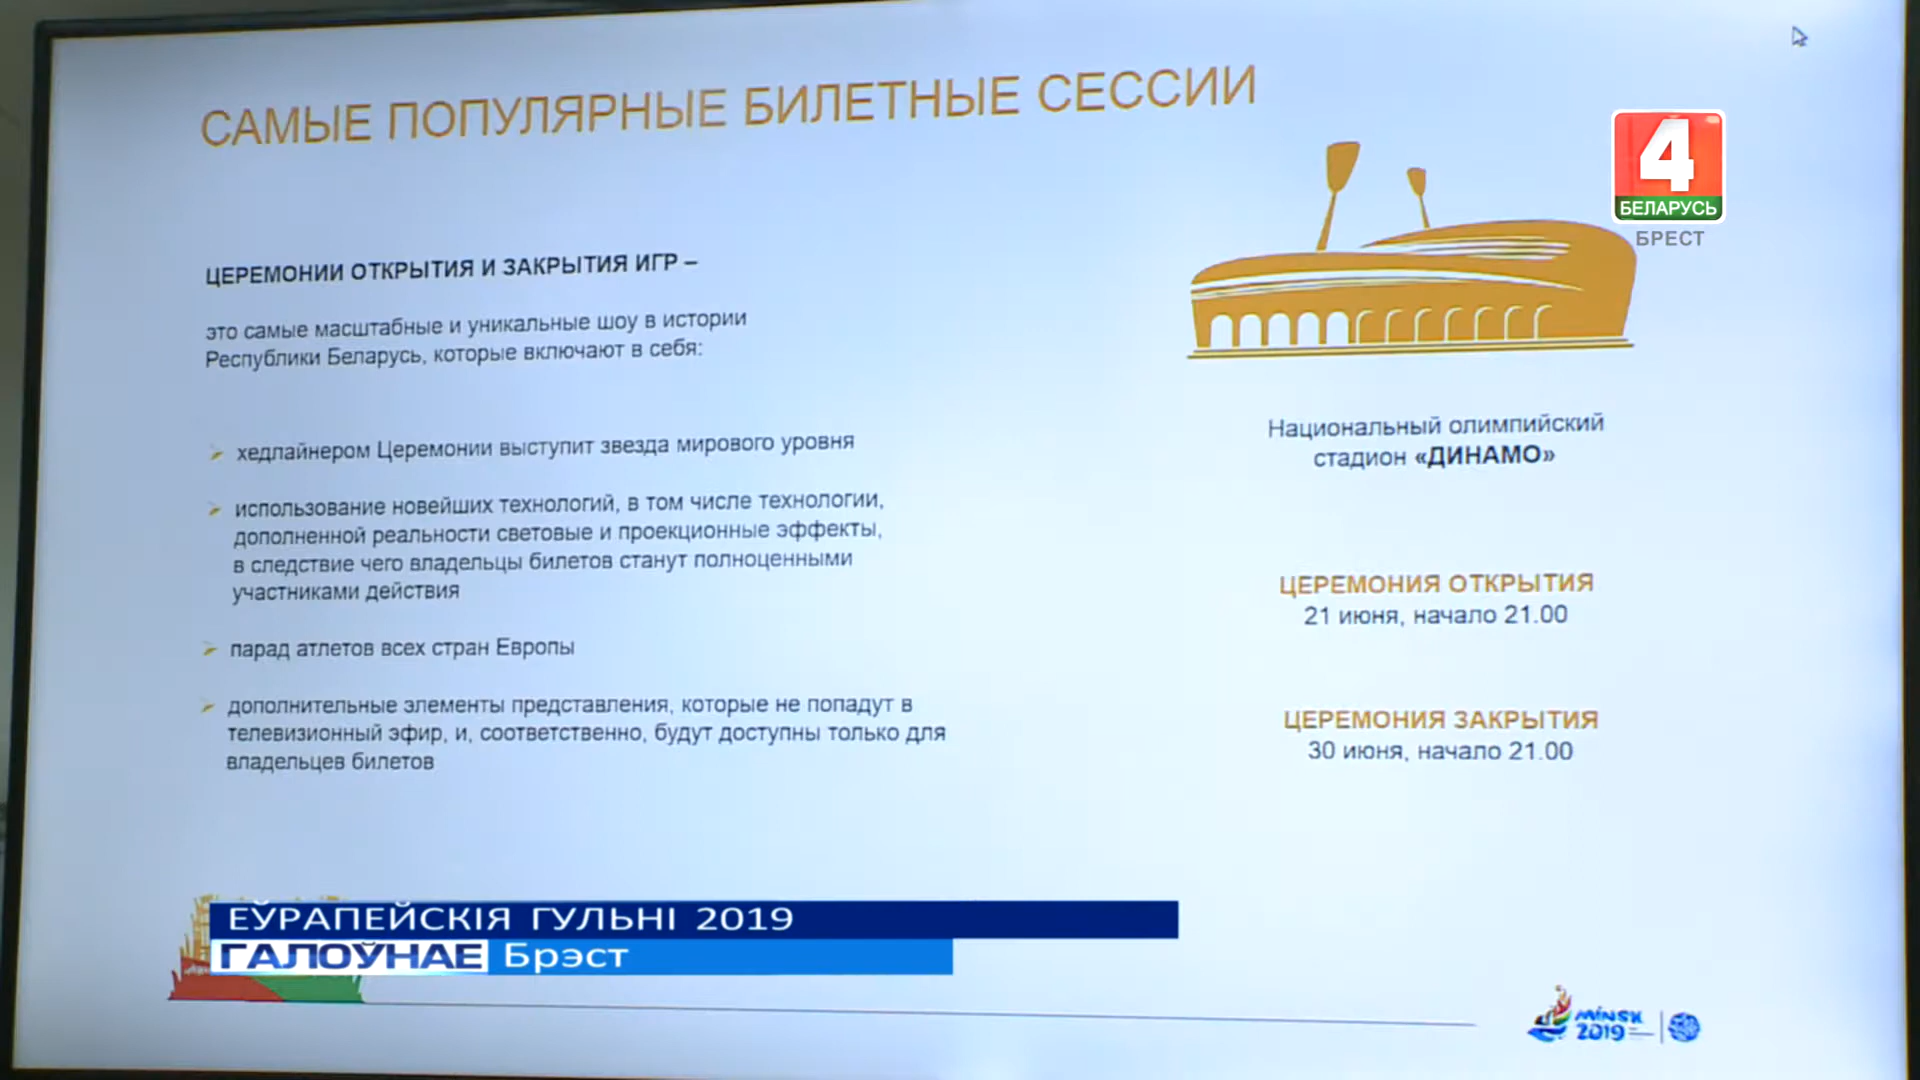 САМЫЕ ПОПУЛЯРНЫЕ БИЛЕТНЫЕ СЕССИИ
4
БЕЛАРУСЬ
БРЕСТ
ЦЕРЕМОНИИ ОТКРЫТИЯ И ЗАКРЫТИЯ ИГР –
это самые масштабные и уникальные шоу в истории
Республики Беларусь, которые включают в себя:
хедлайнером Церемонии выступит звезда мирового уровня
использование новейших технологий, в том числе технологии,
дополненной реальности световые и проекционные эффекты,
в следствие чего владельцы билетов станут полноценными
участниками действия
парад атлетов всех стран Европы
дополнительные элементы представления, которые не попадут в
телевизионный эфир, и, соответственно, будут доступны только для
владельцев билетов
Национальный олимпийский
стадион «ДИНАМО»
ЦЕРЕМОНИЯ ОТКРЫТИЯ
21 июня, начало 21.00
ЦЕРЕМОНИЯ ЗАКРЫТИЯ
30 июня, начало 21.00
ЕЎРАПЕЙСКІЯ ГУЛЬНІ 2019
ГАЛОЎНАЕ Брэст
MINSK
2019